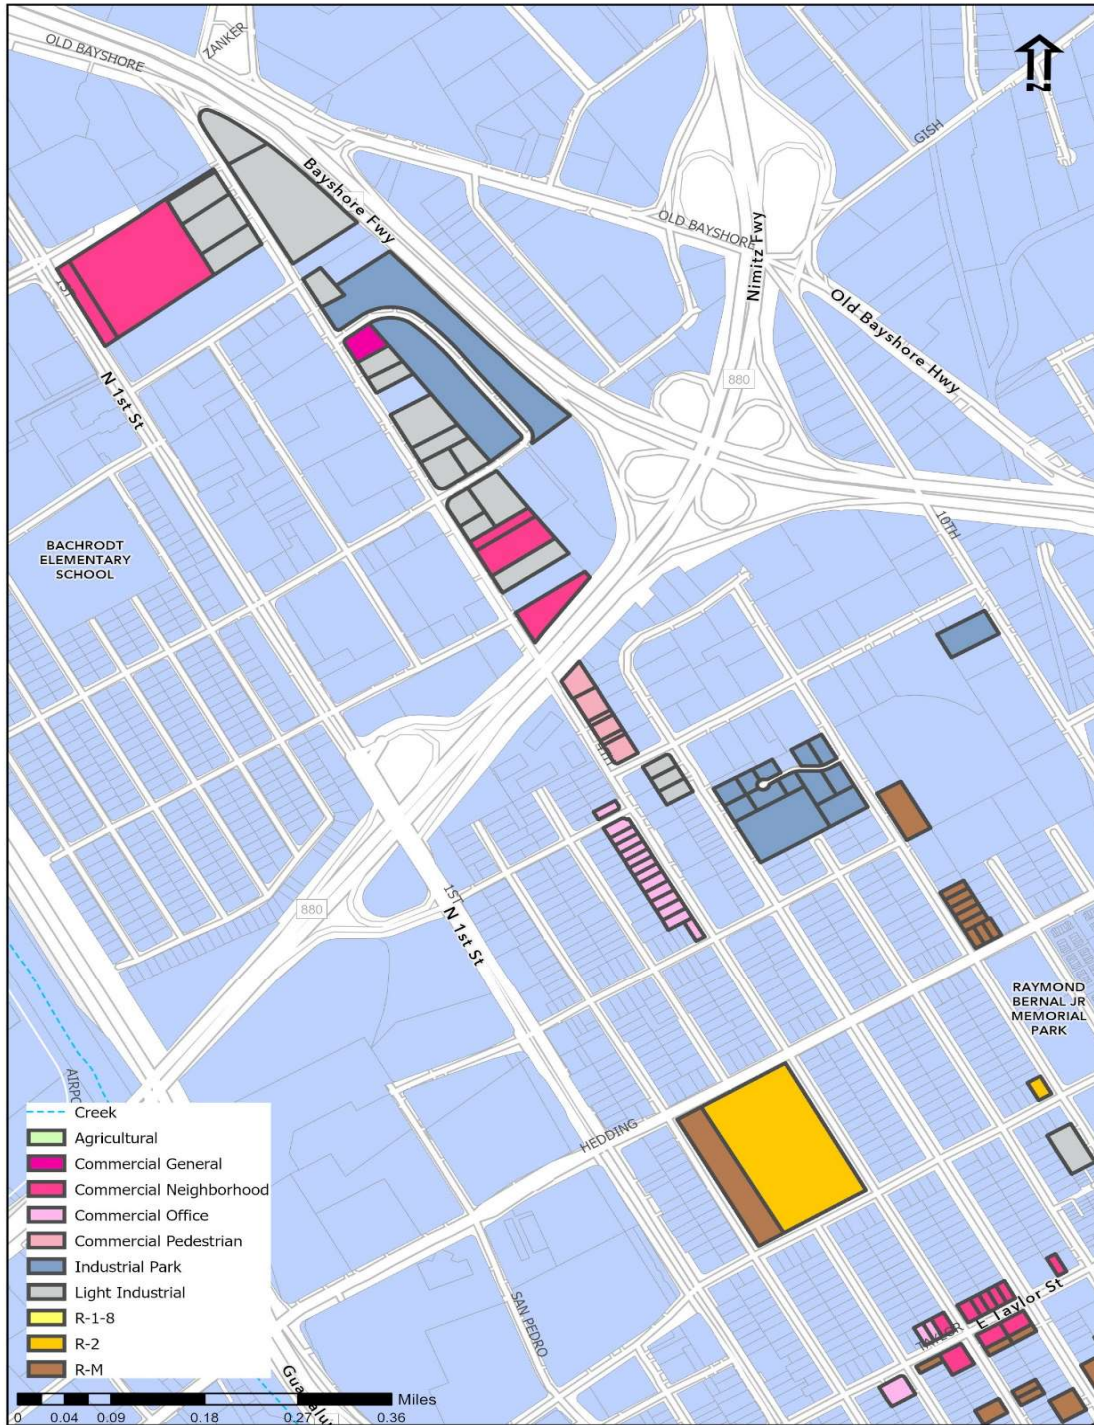 ZANKER
OLD BAYSHORE
N
GISH
Bayshore Fwy
OLD BAYSHORE
Nimitz Fwy
1ST
Old Bayshore Hwy
880
N 1st St
10TH
BACHRODT
ELEMENTARY
SCHOOL
4TH
880
1ST
N 1st St
RAYMOND
BERNAL JR
MEMORIAL
PARK
HEDDING
SAN PEDRO
E Taylor St
TAYLOR
Creek
Agricultural
Commercial General
Commercial Neighborhood
Commercial Office
Commercial Pedestrian
Industrial Park
Light Industrial
R-1-8
R-2
R-M
Miles
0 0.04 0.09 0.18 0.27 0.36